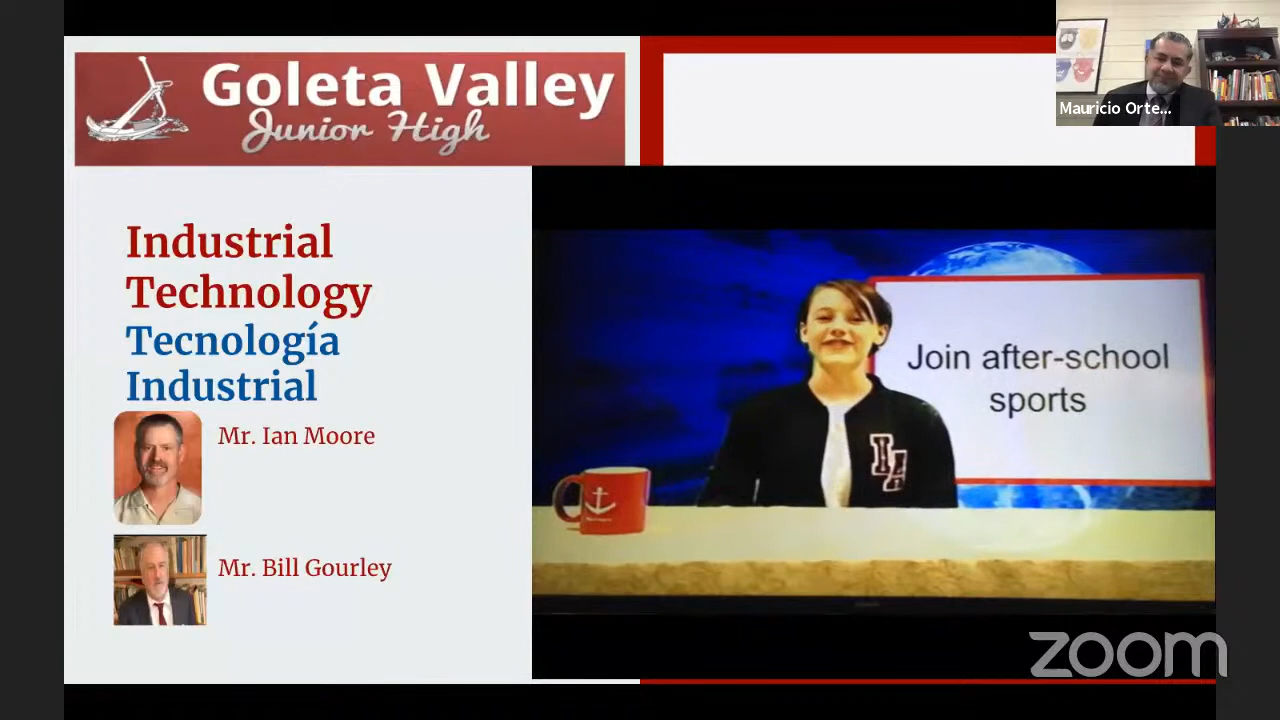 Goleta Valley
Junior High
Mauricio Orte...
Industrial
Technology
Tecnología
Industrial
Mr. Ian Moore
Mr. Bill Gourley
Join after-school
sports
LA
zoom